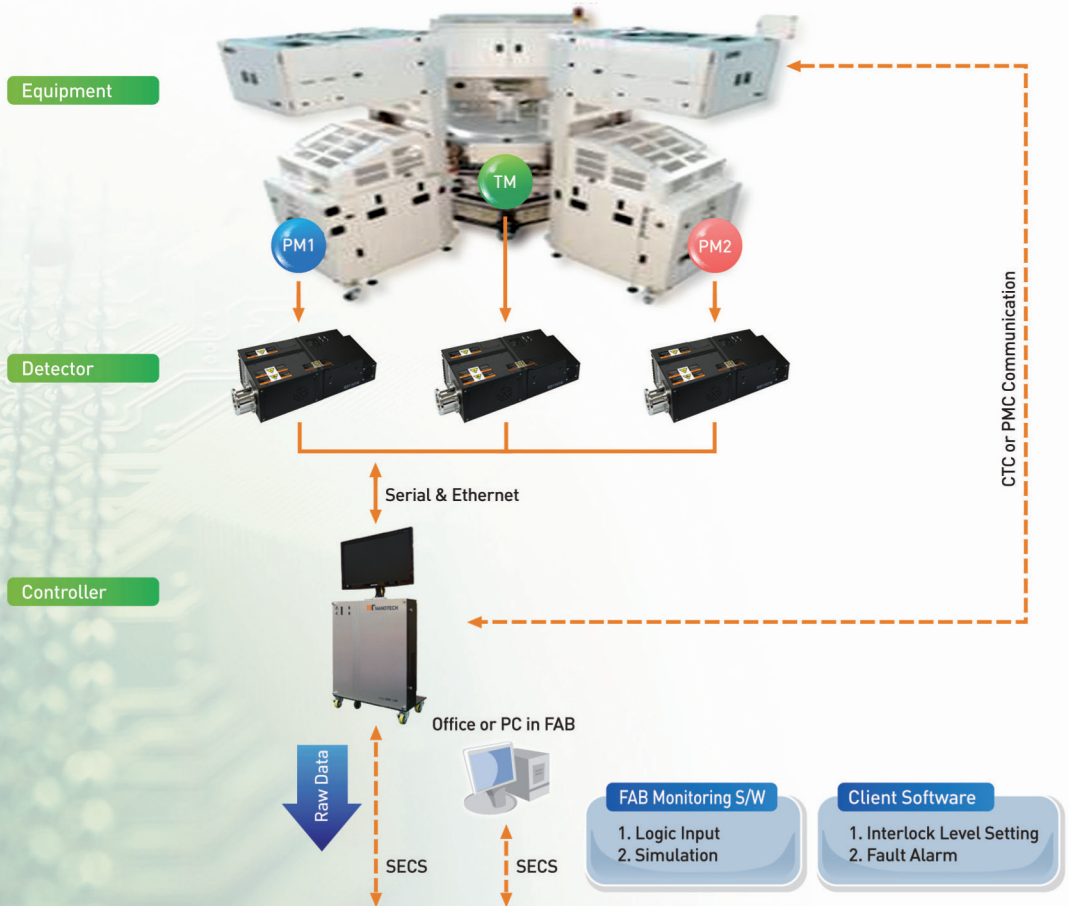 Equipment
TM
PM1
PM2
CTC or PMC Communication
Detector
Serial & Ethernet
Controller
NANOTECH
Office or PC in FAB
Raw Data
FAB Monitoring S/W
1. Logic Input
2. Simulation
Client Software
1. Interlock Level Setting
2. Fault Alarm
SECS
SECS